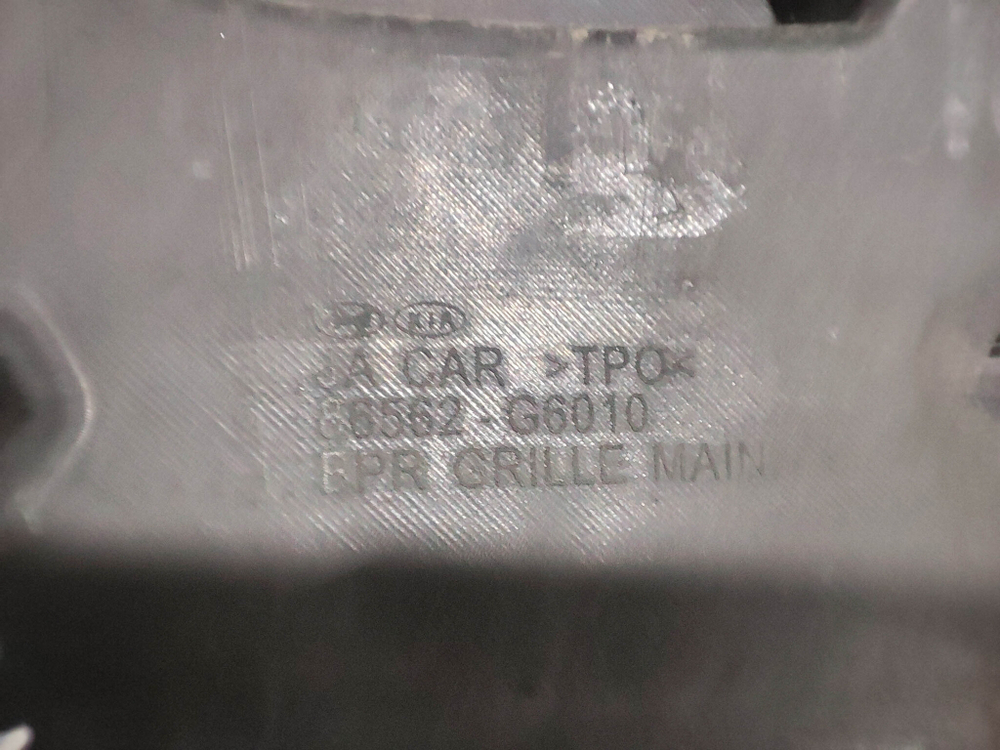 KIA
JA CAR >TPO<
86562-G6010
BPR GRILLE MAIN